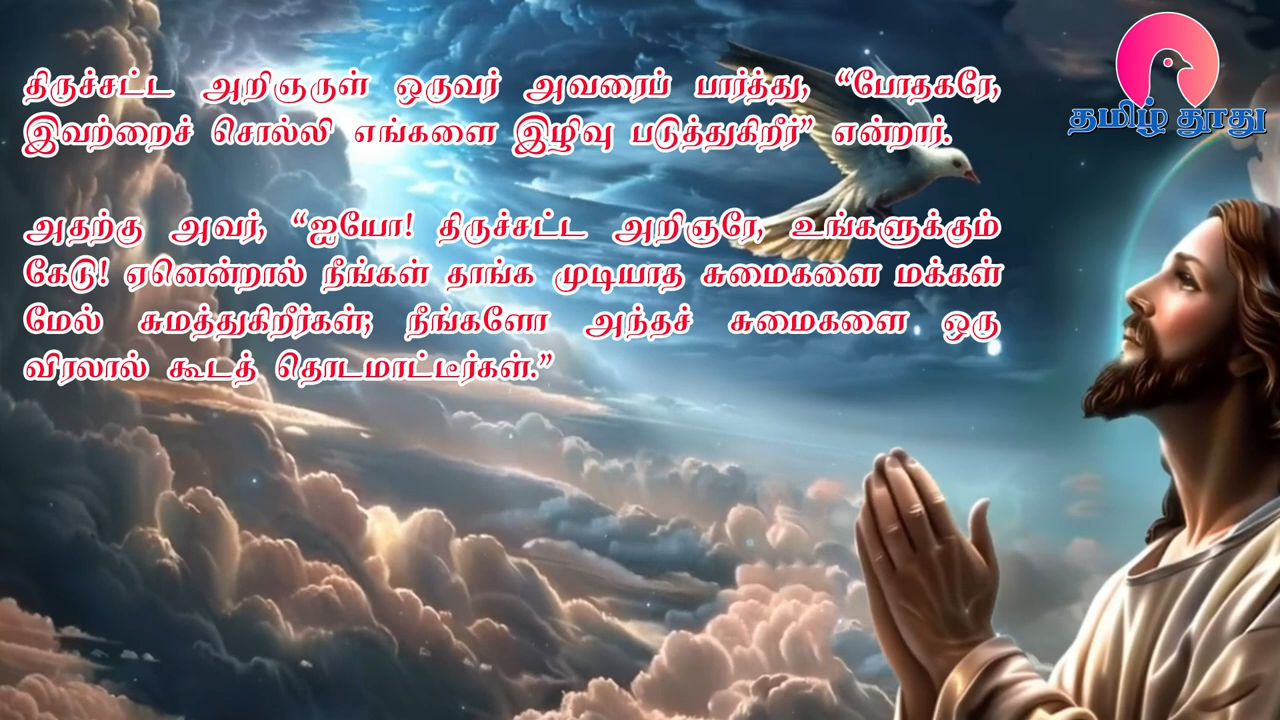 திருச்சட்ட அறிஞருள் ஒருவர் அவரைப் பார்த்து, “போதகரே,
இவற்றைச் சொல்லி எங்களை இழிவு படுத்துகிறீர்” என்றார்.
அதற்கு அவர், “ஐயோ! திருச்சட்ட அறிஞரே, உங்களுக்கும்
கேடு! ஏனென்றால் நீங்கள் தாங்க முடியாத சுமைகளை மக்கள்
மேல் சுமத்துகிறீர்கள்; நீங்களோ அந்தச் சுமைகளை ஒரு
விரலால் கூடத் தொடமாட்டீர்கள்.”
தமிழ் தூது